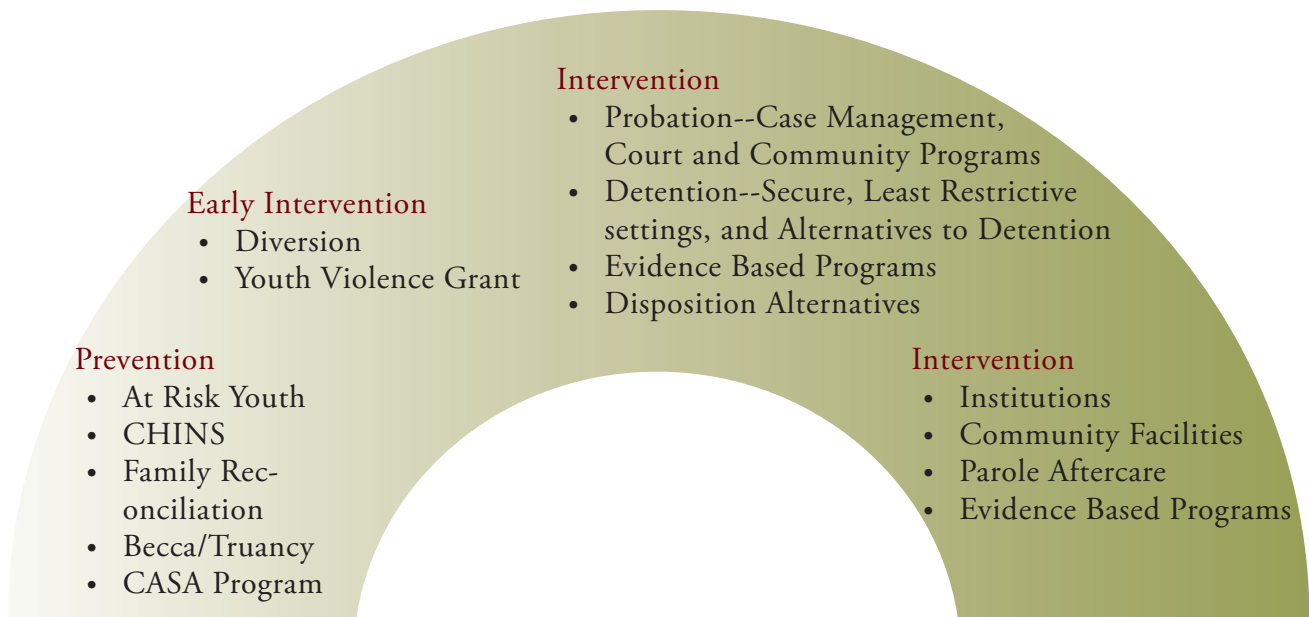 Intervention
• Probation--Case Management,
Court and Community Programs
• Detention--Secure, Least Restrictive
settings, and Alternatives to Detention
• Evidence Based Programs
• Disposition Alternatives
Early Intervention
• Diversion
• Youth Violence Grant
Prevention
• At Risk Youth
• CHINS
• Family Rec-
onciliation
• Becca/Truancy
• CASA Program
Intervention
• Institutions
• Community Facilities
• Parole Aftercare
• Evidence Based Programs